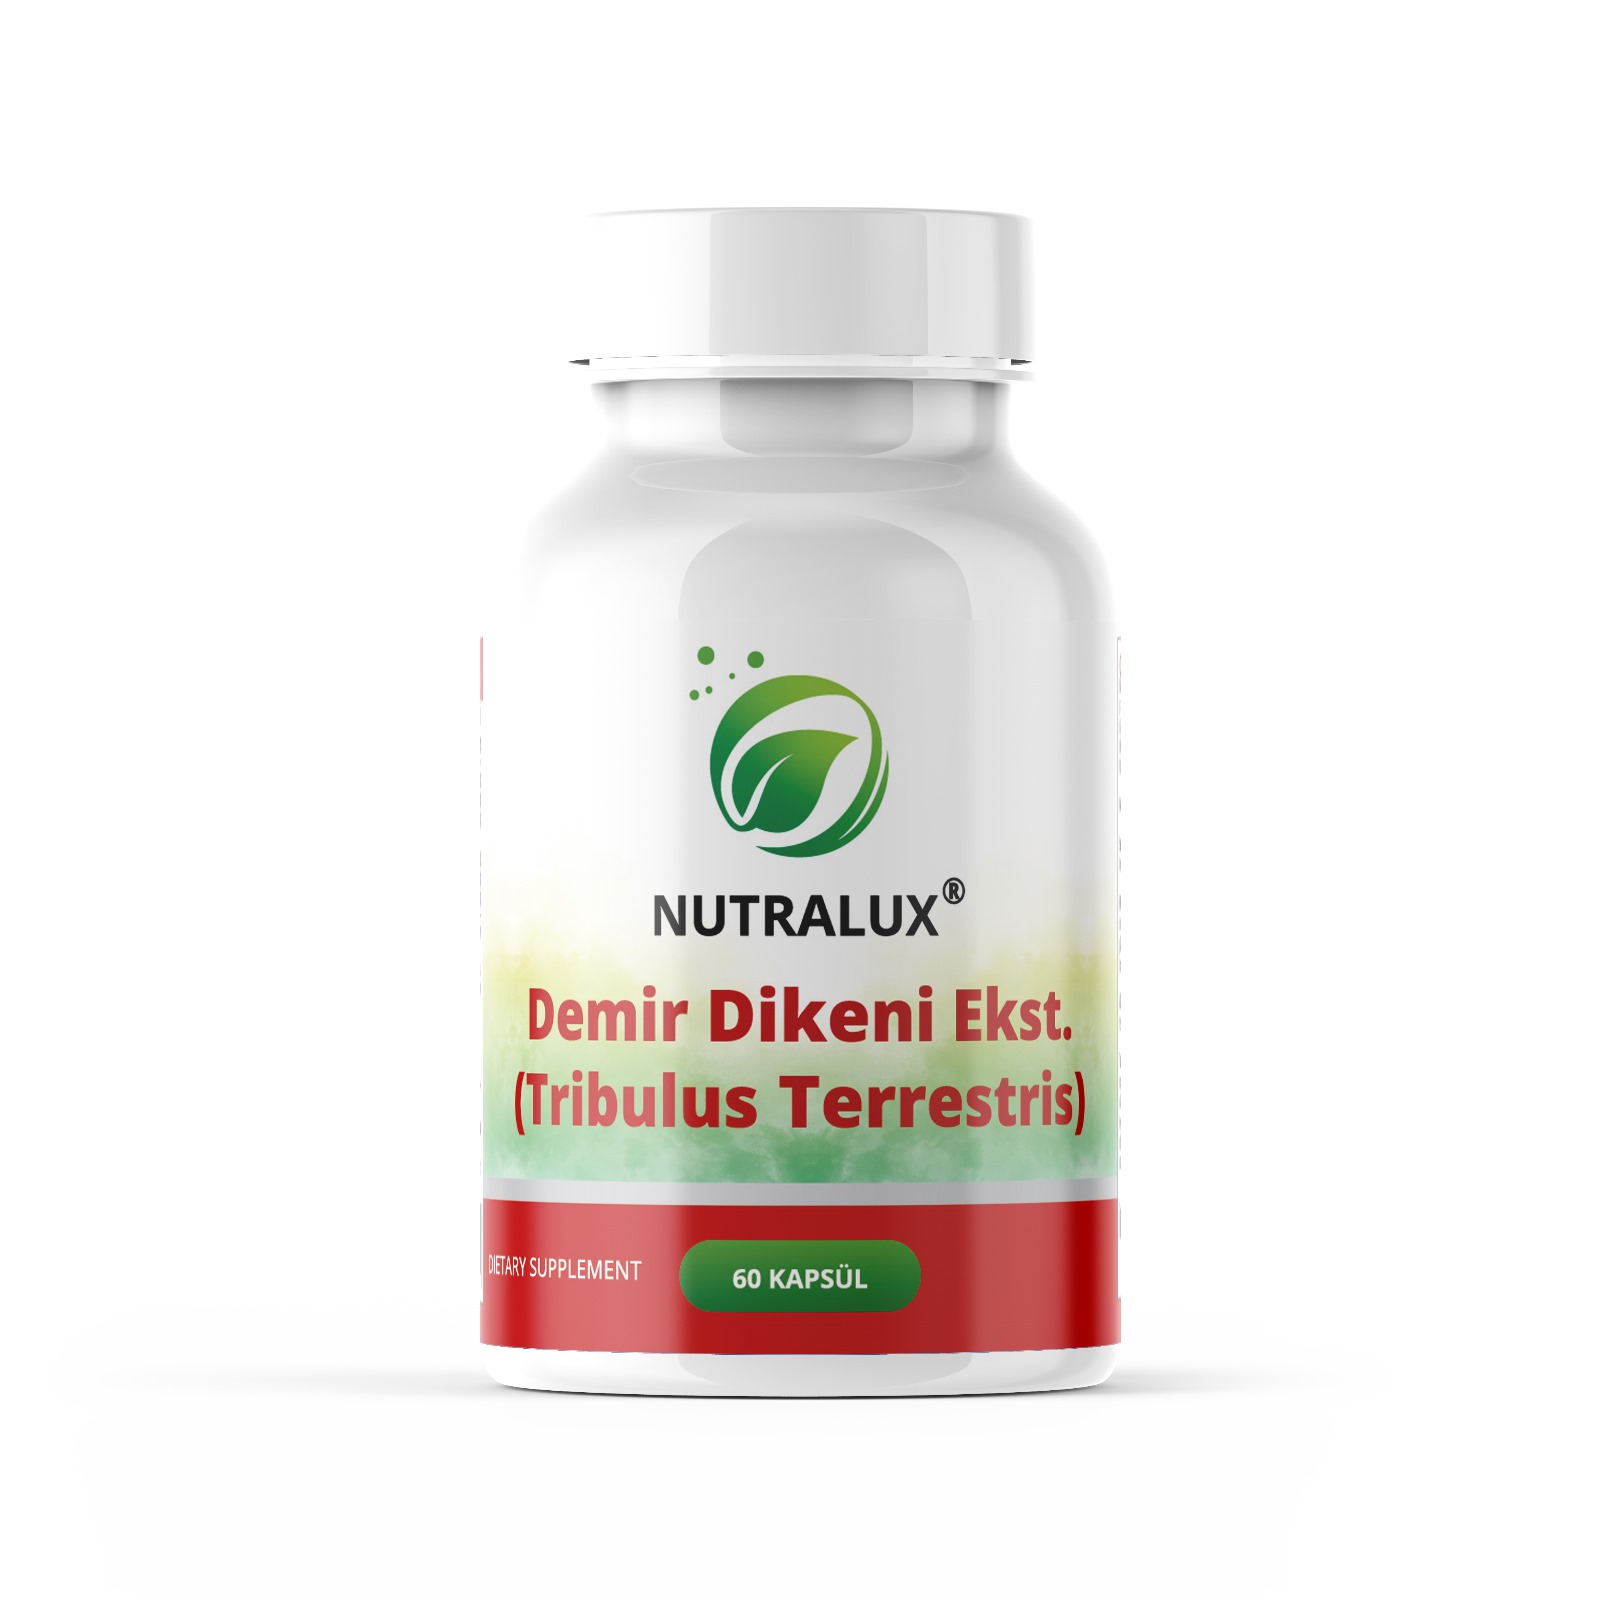 NUTRALUX®
Demir Dikeni Ekst.
(Tribulus Terrestris)
DIETARY SUPPLEMENT
60 KAPSÜL